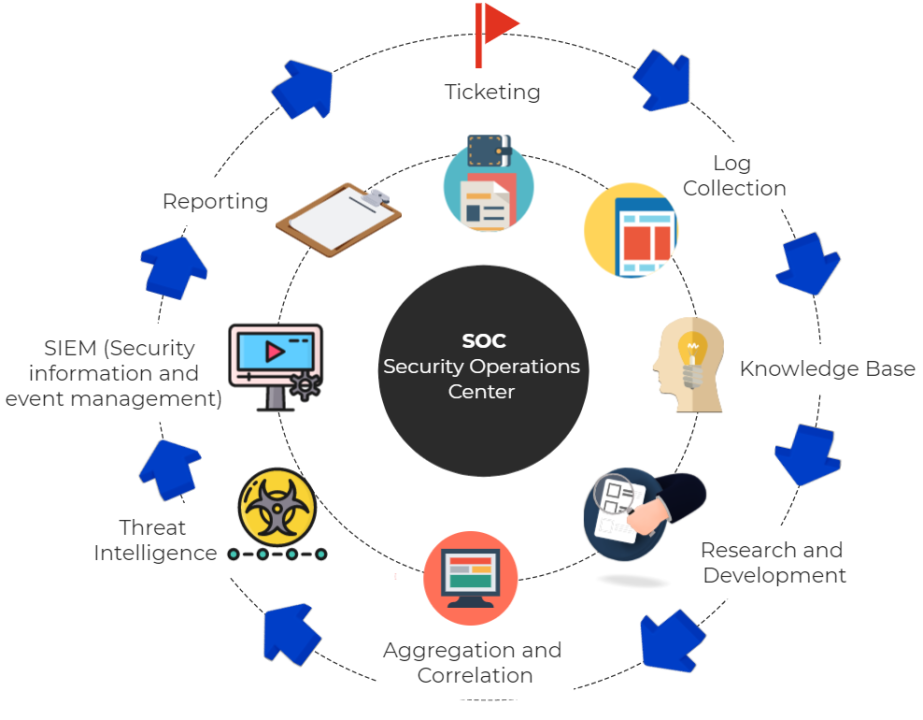 Ticketing
Log
Collection
Knowledge Base
Research and
Development
Aggregation and
Correlation
Threat
Intelligence
SIEM (Security
information and
event management)
Reporting
SOC
Security Operations
Center